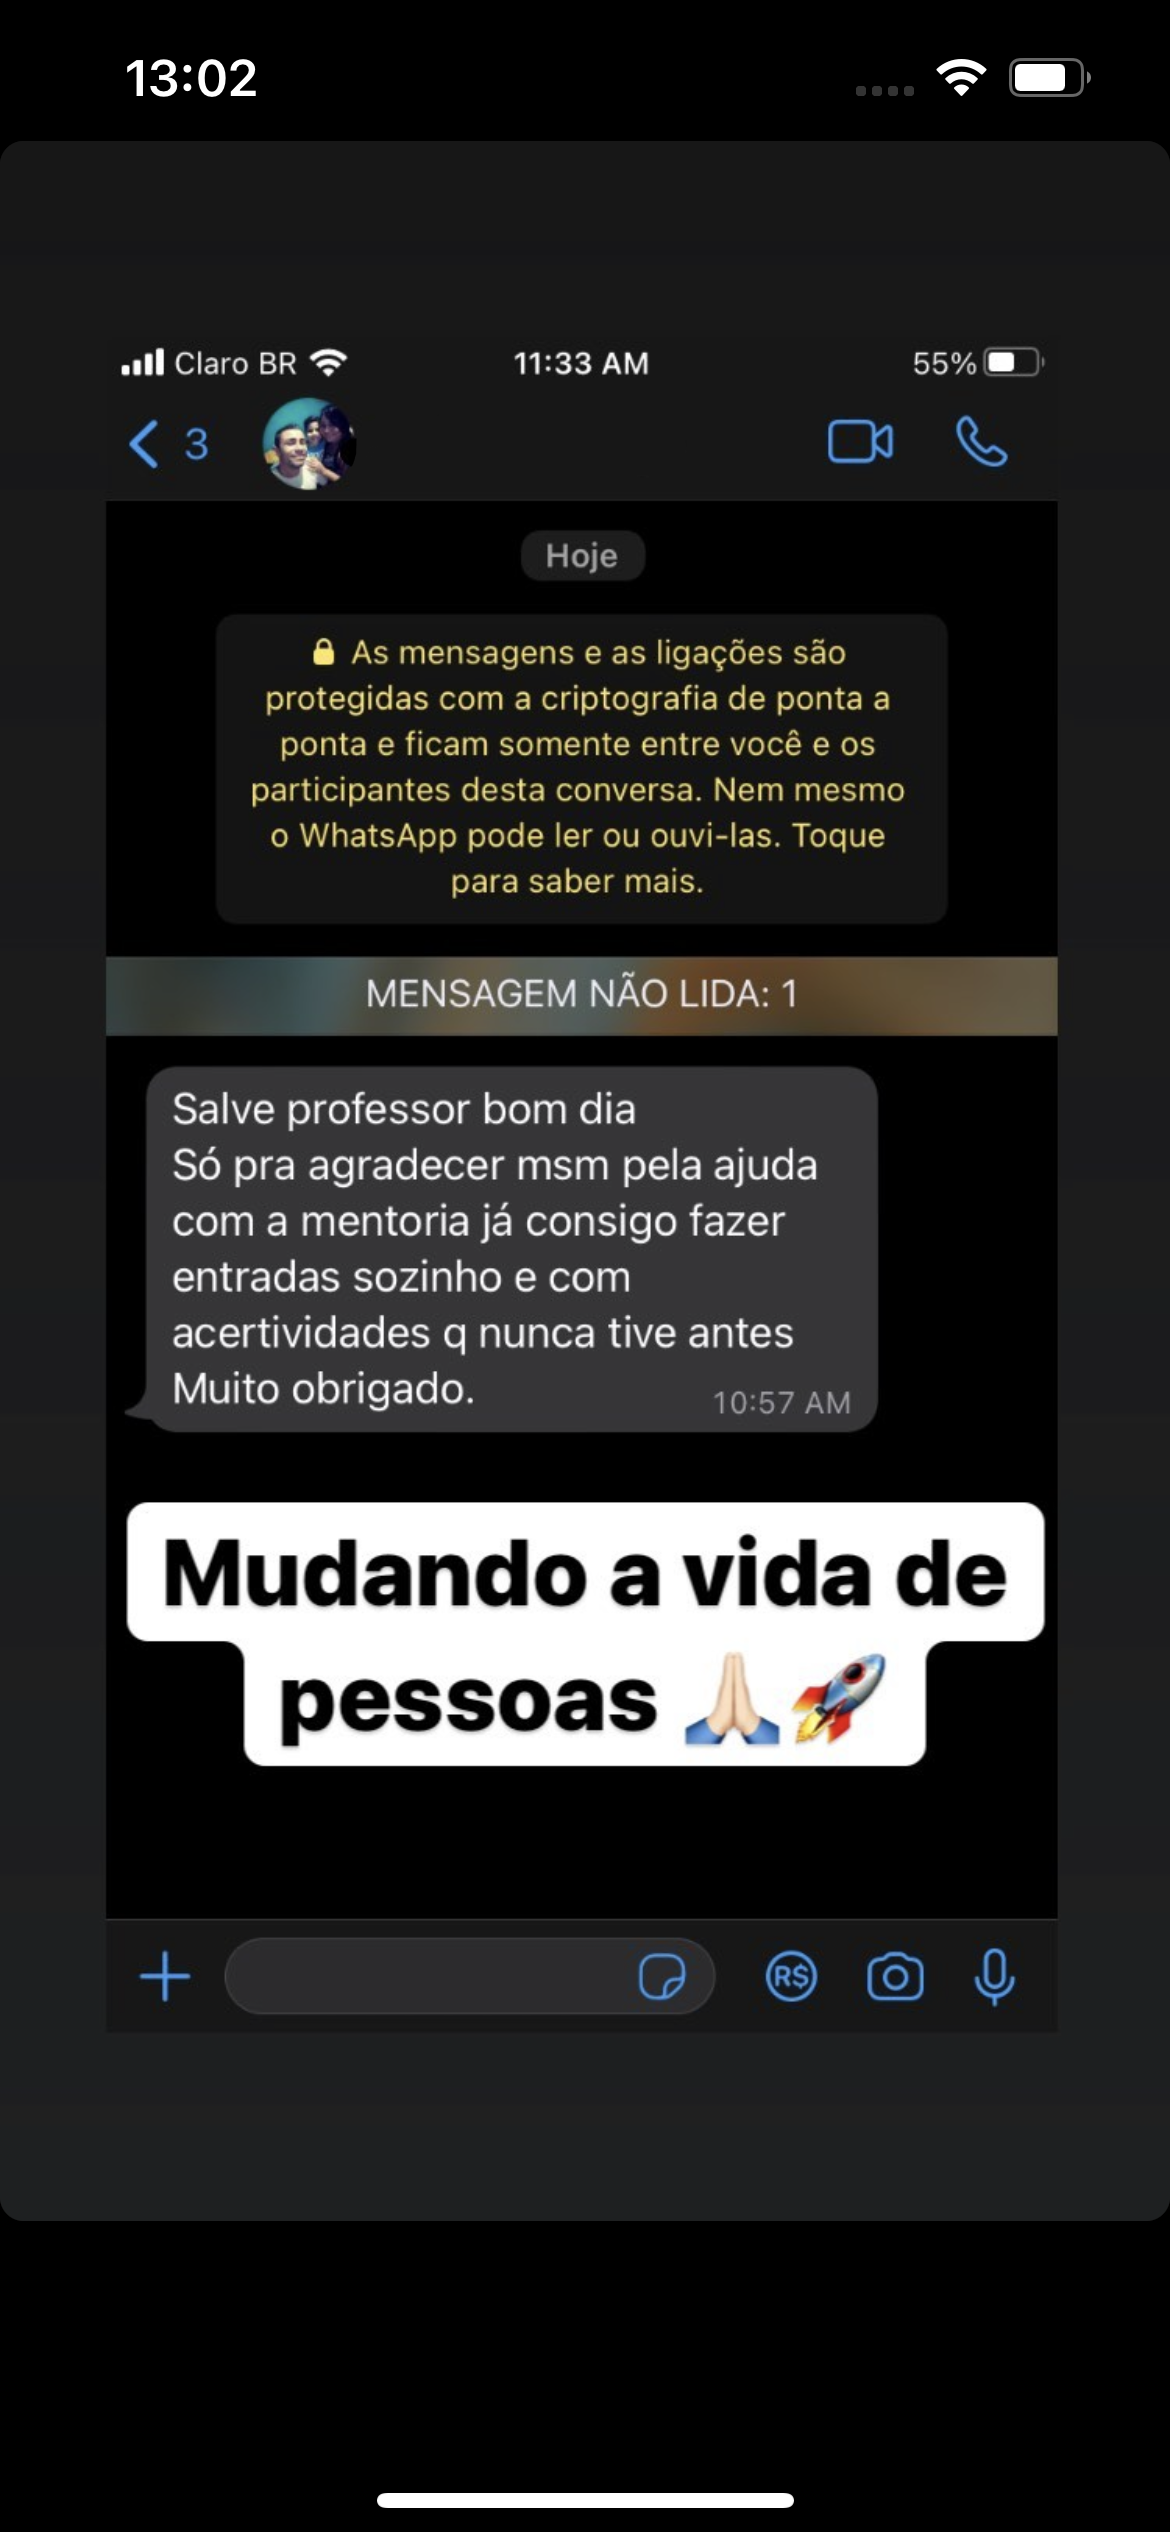 13:02
Claro BR
11:33 AM
55%
3
Hoje
🔒 As mensagens e as ligações são
protegidas com a criptografia de ponta a
ponta e ficam somente entre você e os
participantes desta conversa. Nem mesmo
o WhatsApp pode ler ou ouvi-las. Toque
para saber mais.
MENSAGEM NÃO LIDA: 1
Salve professor bom dia
Só pra agradecer msm pela ajuda
com a mentoria já consigo fazer
entradas sozinho e com
acertividades q nunca tive antes
Muito obrigado.
10:57 AM
Mudando a vida de
pessoas 🙏🏻🚀
R$